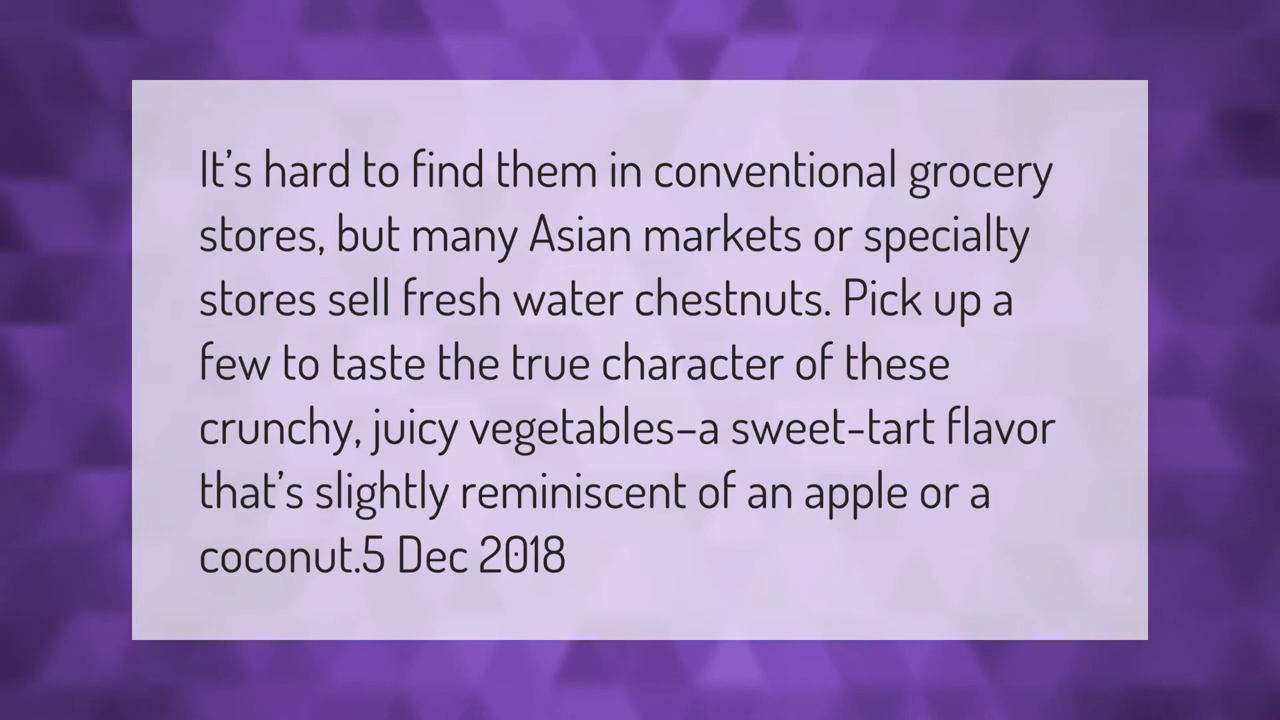 It's hard to find them in conventional grocery
stores, but many Asian markets or specialty
stores sell fresh water chestnuts. Pick up a
few to taste the true character of these
crunchy, juicy vegetables–a sweet-tart flavor
that's slightly reminiscent of an apple or a
coconut.5 Dec 2018